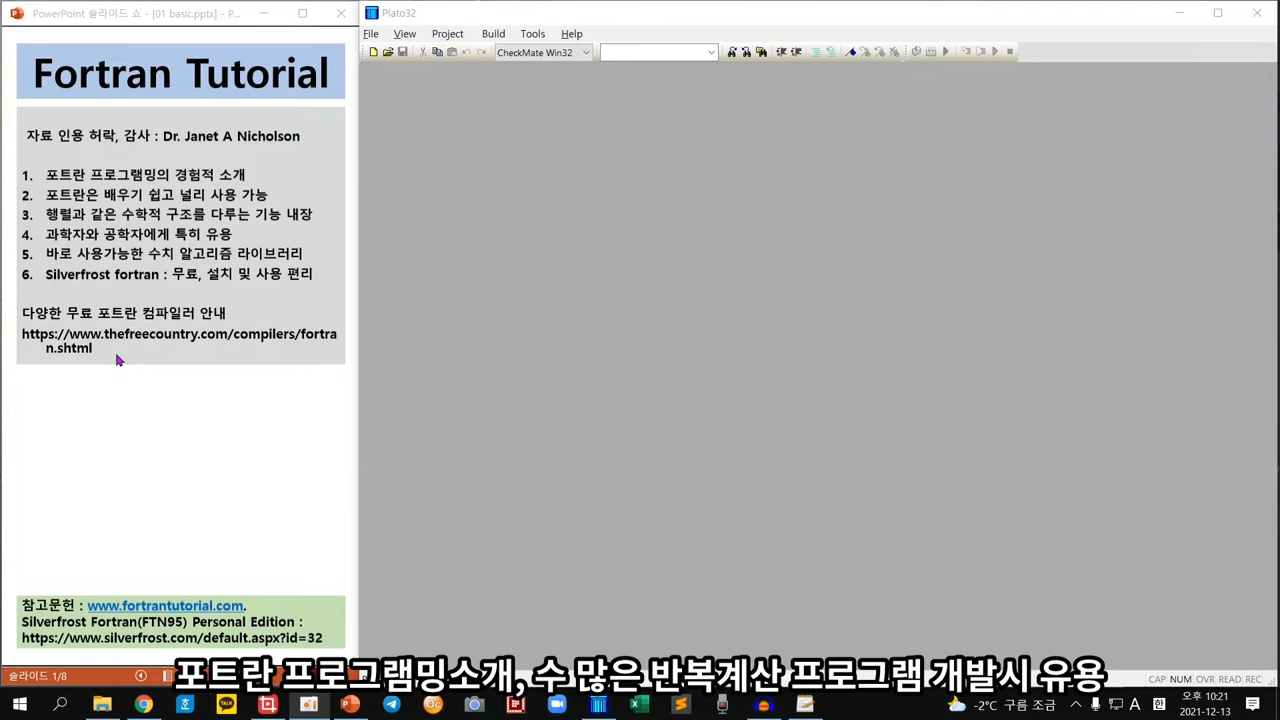 PowerPoint 슬라이드 쇼 - [01 basic.pptx] - P...
Plato32
File View Project Build Tools Help
CheckMate Win32
Fortran Tutorial
자료 인용 허락, 감사 : Dr. Janet A Nicholson
1. 포트란 프로그램밍의 경험적 소개
2. 포트란은 배우기 쉽고 널리 사용 가능
3. 행렬과 같은 수학적 구조를 다루는 기능 내장
4. 과학자와 공학자에게 특히 유용
5. 바로 사용가능한 수치 알고리즘 라이브러리
6. Silverfrost fortran : 무료, 설치 및 사용 편리
다양한 무료 포트란 컴파일러 안내
https://www.thefreecountry.com/compilers/fortra
n.shtml
참고문헌 : www.fortrantutorial.com.
Silverfrost Fortran(FTN95) Personal Edition :
https://www.silverfrost.com/default.aspx?id=32
슬라이드 1/8
포트란 프로그램밍소개, 수 많은 반복계산 프로그램 개발시 유용
CAP NUM OVR READ REC
TALK
-2°C 구름 조금
A
한
오후 10:21
2021-12-13